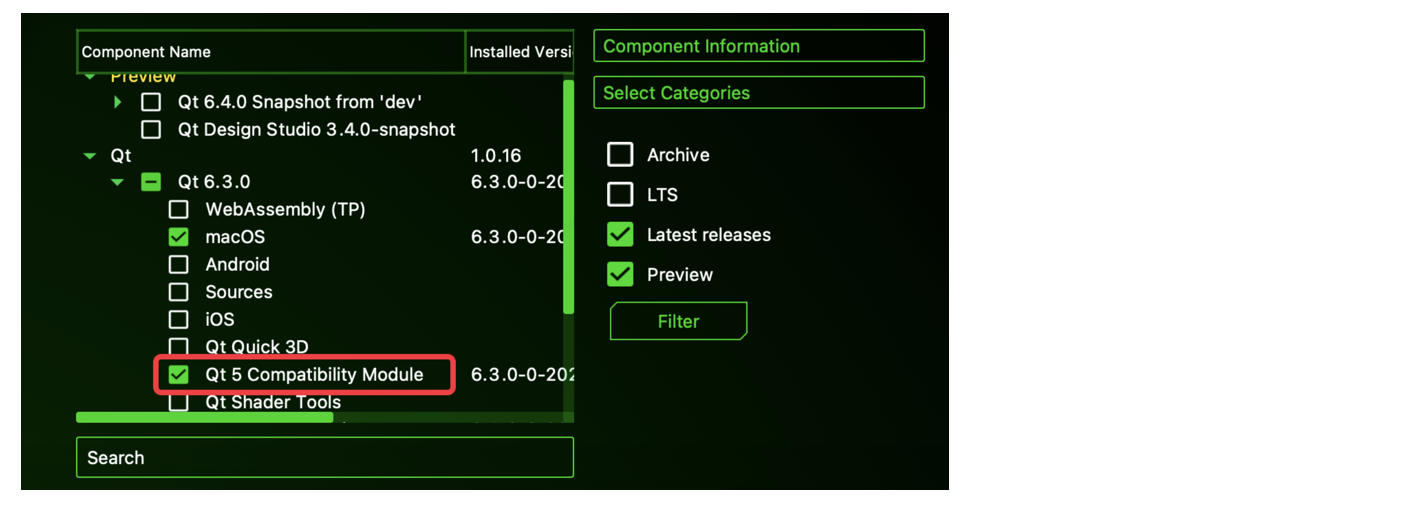 Component Name Installed Versi
Preview
Qt 6.4.0 Snapshot from 'dev'
Qt Design Studio 3.4.0-snapshot
Qt 1.0.16
Qt 6.3.0 6.3.0-0-20
WebAssembly (TP)
macOS 6.3.0-0-20
Android
Sources
iOS
Qt Quick 3D
Qt 5 Compatibility Module 6.3.0-0-202
Qt Shader Tools
Search
Component Information
Select Categories
Archive
LTS
Latest releases
Preview
Filter